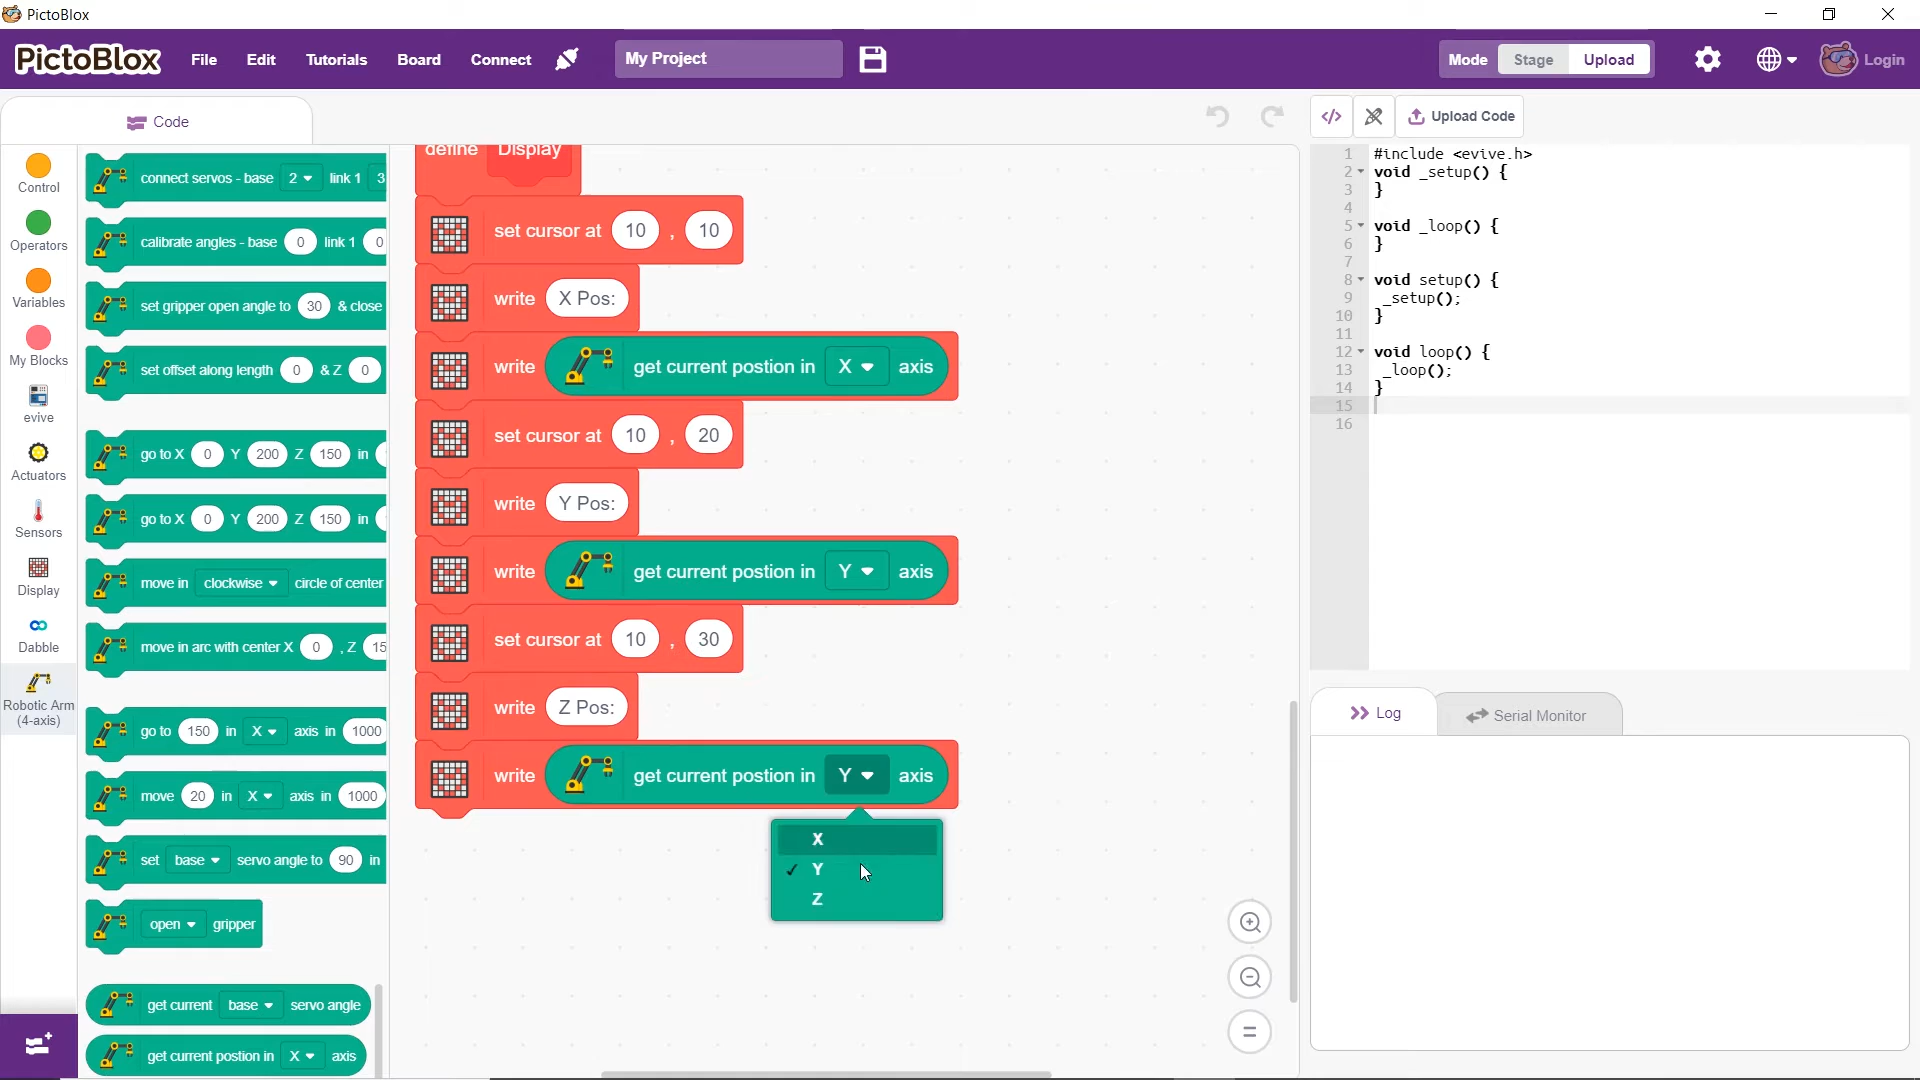 PictoBlox
PictoBlox File Edit Tutorials Board Connect My Project Mode Stage Upload Login
Code
Upload Code
Control
Operators
Variables
My Blocks
evive
Actuators
Sensors
Display
Dabble
Robotic Arm
(4-axis)
connect servos - base 2 link 1 3
calibrate angles - base 0 link 1 0
set gripper open angle to 30 & close
set offset along length 0 & Z 0
go to X 0 Y 200 Z 150 in
go to X 0 Y 200 Z 150 in
move in clockwise circle of center
move in arc with center X 0 , Z 15
go to 150 in X axis in 1000
move 20 in X axis in 1000
set base servo angle to 90 in
open gripper
get current base servo angle
get current postion in X axis
define Display
set cursor at 10 , 10
write X Pos:
write get current postion in X axis
set cursor at 10 , 20
write Y Pos:
write get current postion in Y axis
set cursor at 10 , 30
write Z Pos:
write get current postion in Y axis
X
✓ Y
Z
1 #include <evive.h>
2 void _setup() {
3 }
4
5 void _loop() {
6 }
7
8 void setup() {
9 _setup();
10 }
11
12 void loop() {
13 _loop();
14 }
15
16
Log
Serial Monitor